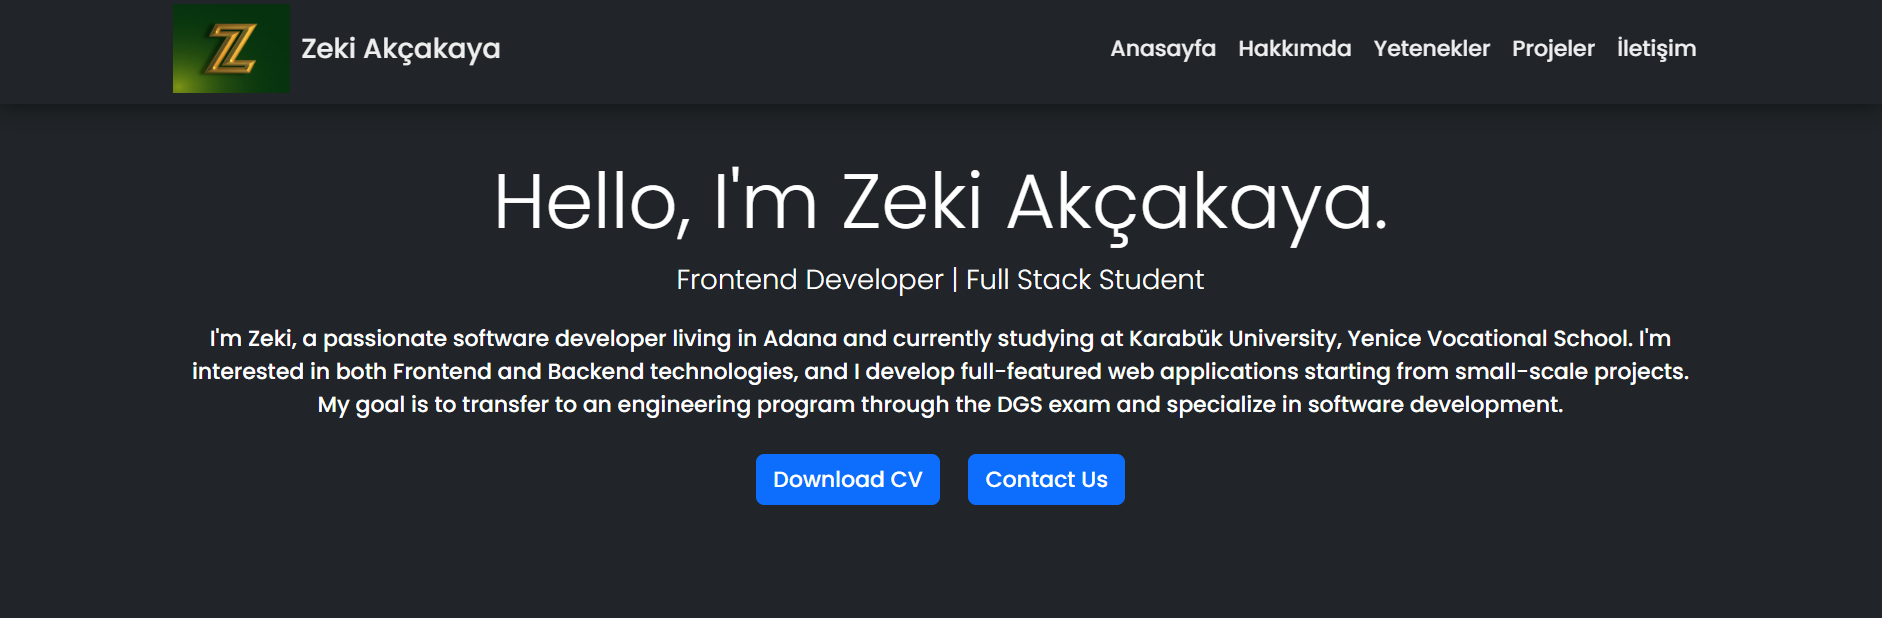 Z
Zeki Akçakaya
Anasayfa Hakkımda Yetenekler Projeler İletişim
Hello, I'm Zeki Akçakaya.
Frontend Developer | Full Stack Student
I'm Zeki, a passionate software developer living in Adana and currently studying at Karabük University, Yenice Vocational School. I'm
interested in both Frontend and Backend technologies, and I develop full-featured web applications starting from small-scale projects.
My goal is to transfer to an engineering program through the DGS exam and specialize in software development.
Download CV
Contact Us